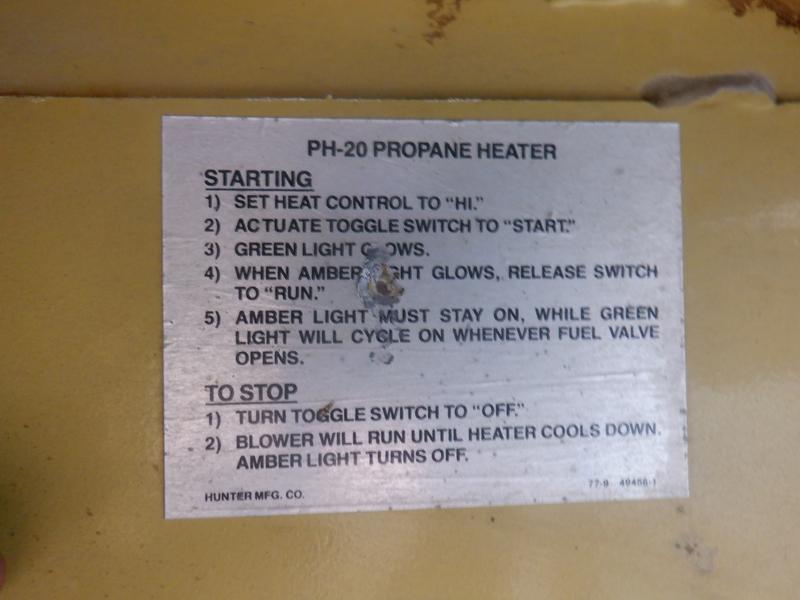 PH-20 PROPANE HEATER
STARTING
1) SET HEAT CONTROL TO "HI."
2) ACTUATE TOGGLE SWITCH TO "START."
3) GREEN LIGHT GLOWS.
4) WHEN AMBER LIGHT GLOWS, RELEASE SWITCH
TO "RUN."
5) AMBER LIGHT MUST STAY ON, WHILE GREEN
LIGHT WILL CYCLE ON WHENEVER FUEL VALVE
OPENS.
TO STOP
1) TURN TOGGLE SWITCH TO "OFF."
2) BLOWER WILL RUN UNTIL HEATER COOLS DOWN.
AMBER LIGHT TURNS OFF.
HUNTER MFG. CO. 77-9